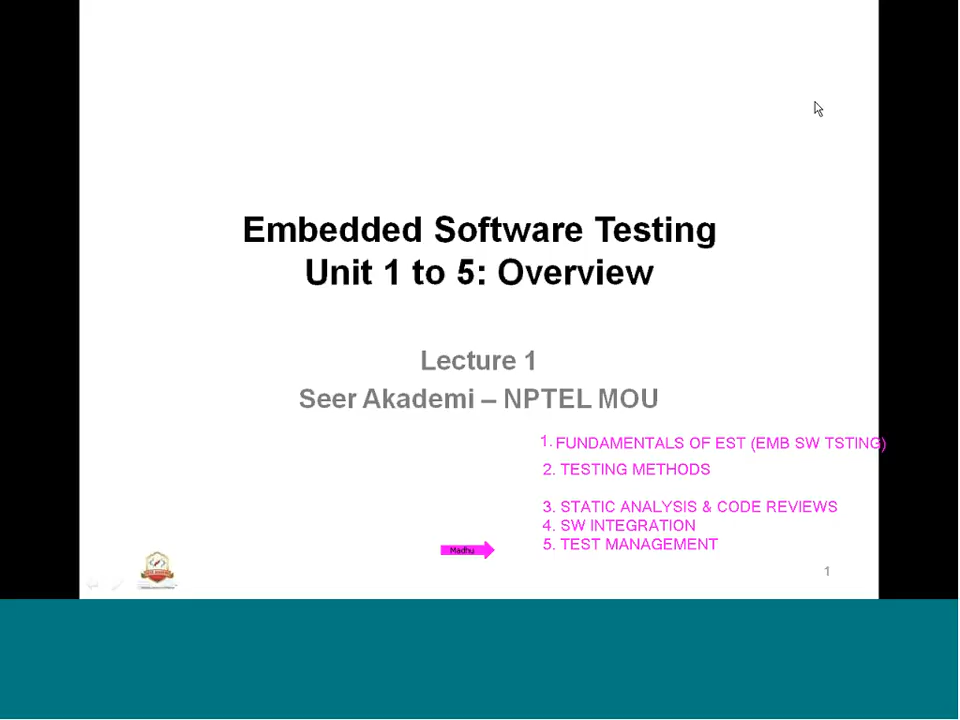 Embedded Software Testing
Unit 1 to 5: Overview
Lecture 1
Seer Akademi – NPTEL MOU
1. FUNDAMENTALS OF EST (EMB SW TSTING)
2. TESTING METHODS
3. STATIC ANALYSIS & CODE REVIEWS
4. SW INTEGRATION
5. TEST MANAGEMENT
Madhu
1